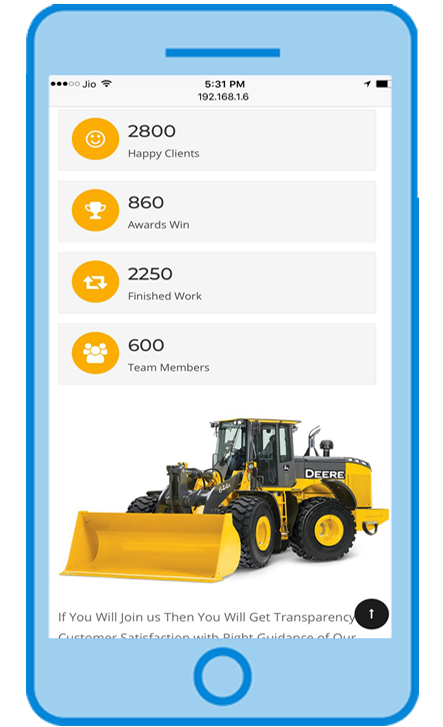 Jio 5:31 PM
192.168.1.6
2800
Happy Clients
860
Awards Win
2250
Finished Work
600
Team Members
DEERE
If You Will Join us Then You Will Get Transparency
Customer Satisfaction with Right Guidance of Our